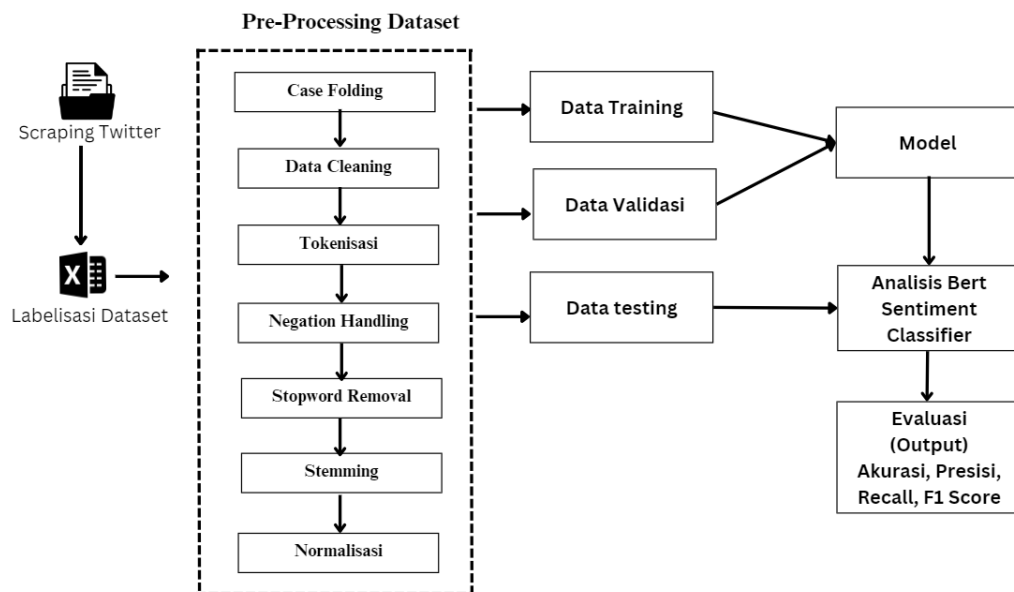 Pre-Processing Dataset
Scraping Twitter
X
Labelisasi Dataset
Case Folding
Data Cleaning
Tokenisasi
Negation Handling
Stopword Removal
Stemming
Normalisasi
Data Training
Data Validasi
Data testing
Model
Analisis Bert
Sentiment
Classifier
Evaluasi
(Output)
Akurasi, Presisi,
Recall, F1 Score